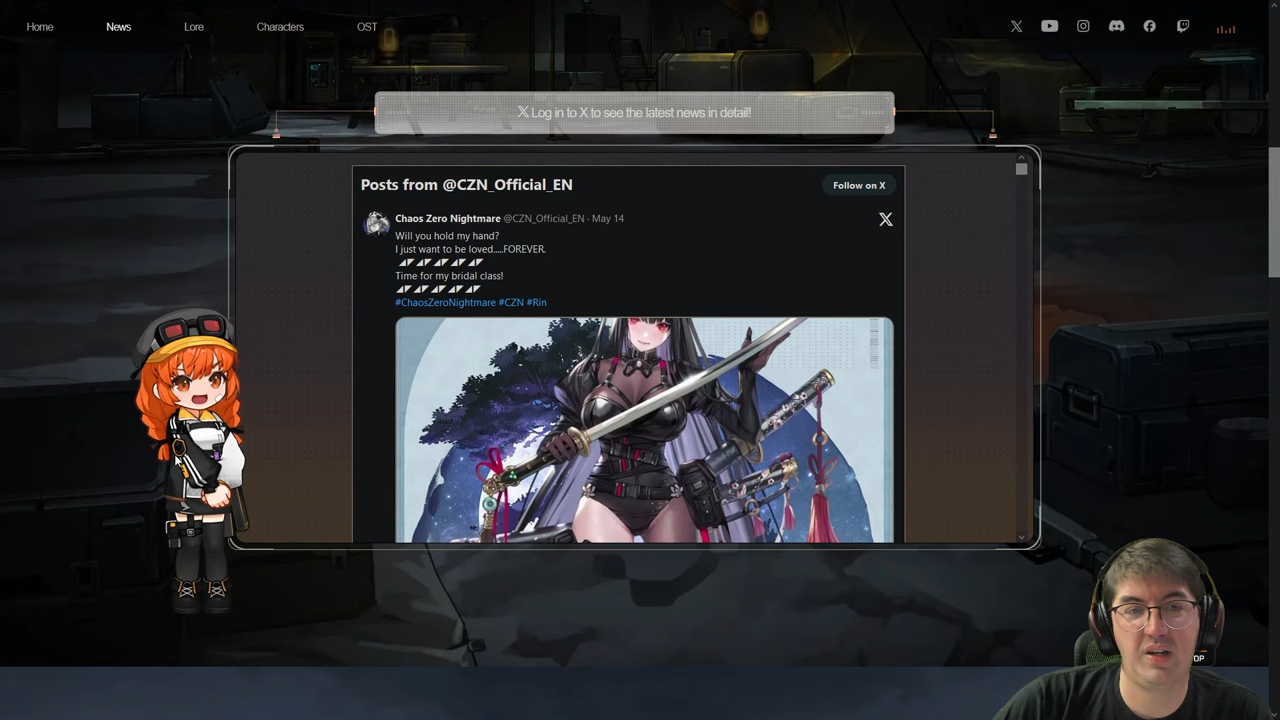 Home News Lore Characters OST
Log in to X to see the latest news in detail!
Posts from @CZN_Official_EN
Follow on X
Chaos Zero Nightmare @CZN_Official_EN · May 14
Will you hold my hand?
I just want to be loved.....FOREVER.
Time for my bridal class!
#ChaosZeroNightmare #CZN #Rin
TOP